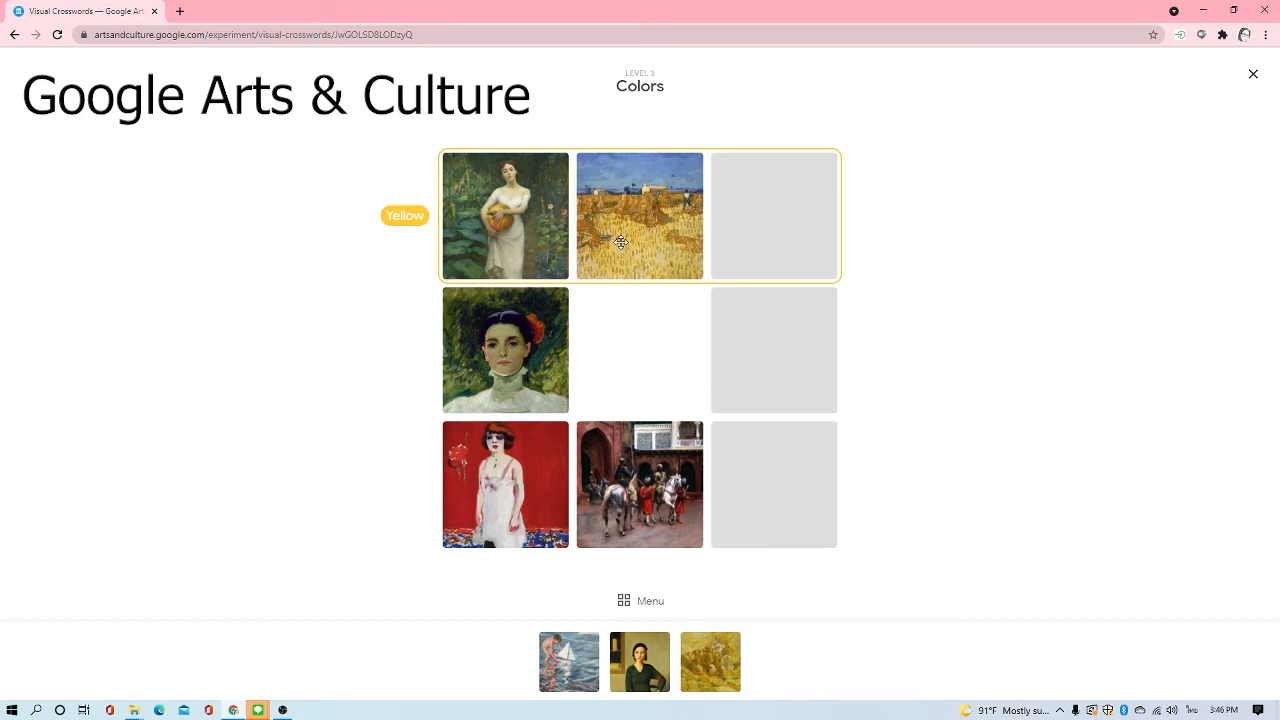 Visual Crosswords — Google Arts
artsandculture.google.com/experiment/visual-crosswords/JwGOLSD8LODzyQ
Google Arts & Culture
LEVEL 3
Colors
Yellow
Menu
91°F Mostly su...
3:46 PM